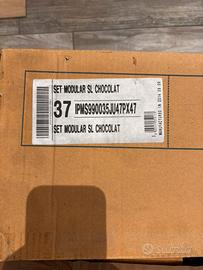 SET MODULAR SL CHOCOLAT
37
IPMS990035JU47PX47
SET MODULAR SL CHOCOLAT